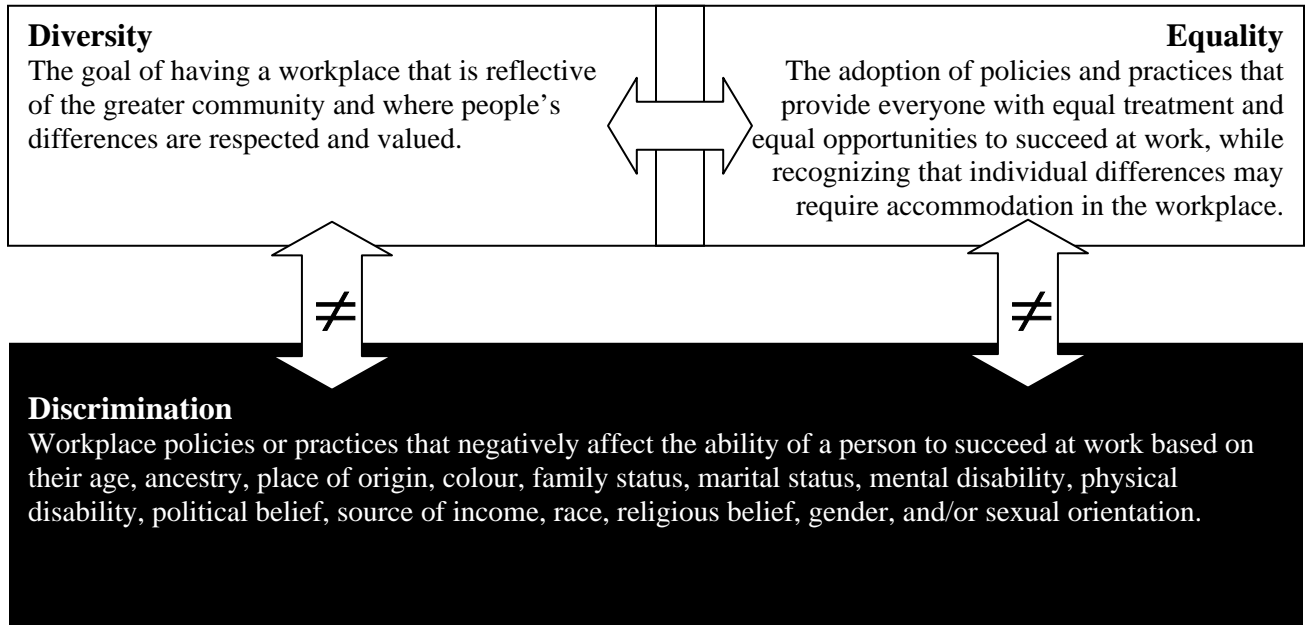 Diversity
The goal of having a workplace that is reflective
of the greater community and where people’s
differences are respected and valued.
Equality
The adoption of policies and practices that
provide everyone with equal treatment and
equal opportunities to succeed at work, while
recognizing that individual differences may
require accommodation in the workplace.
≠
≠
Discrimination
Workplace policies or practices that negatively affect the ability of a person to succeed at work based on
their age, ancestry, place of origin, colour, family status, marital status, mental disability, physical
disability, political belief, source of income, race, religious belief, gender, and/or sexual orientation.